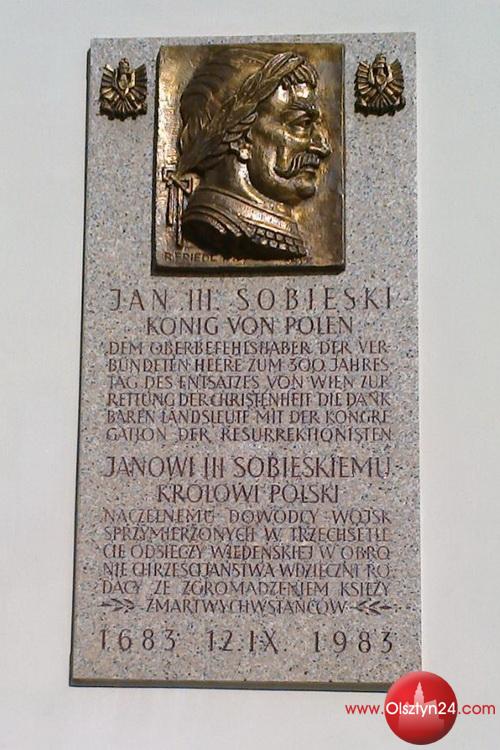 JAN III. SOBIESKI
KÖNIG VON POLEN
DEM OBERBEFEHLSHABER DER VER-
BÜNDETEN HEERE ZUM 300. JAHRES-
TAG DES ENTSATZES VON WIEN ZUR
RETTUNG DER CHRISTENHEIT DIE DANK-
BAREN LANDSLEUTE MIT DER KONGRE-
GATION DER RESURREKTIONISTEN
JANOWI III SOBIESKIEMU
KRÓLOWI POLSKI
NACZELNEMU DOWÓDCY WOJSK
SPRZYMIERZONYCH W TRZECHSETLE-
CIE ODSIECZY WIEDEŃSKIEJ W OBRO-
NIE CHRZEŚCIJAŃSTWA WDZIĘCZNI RO-
DACY ZE ZGROMADZENIEM KSIĘŻY
ZMARTWYCHWSTAŃCÓW
1683 12.IX. 1983
www.Olsztyn24.com